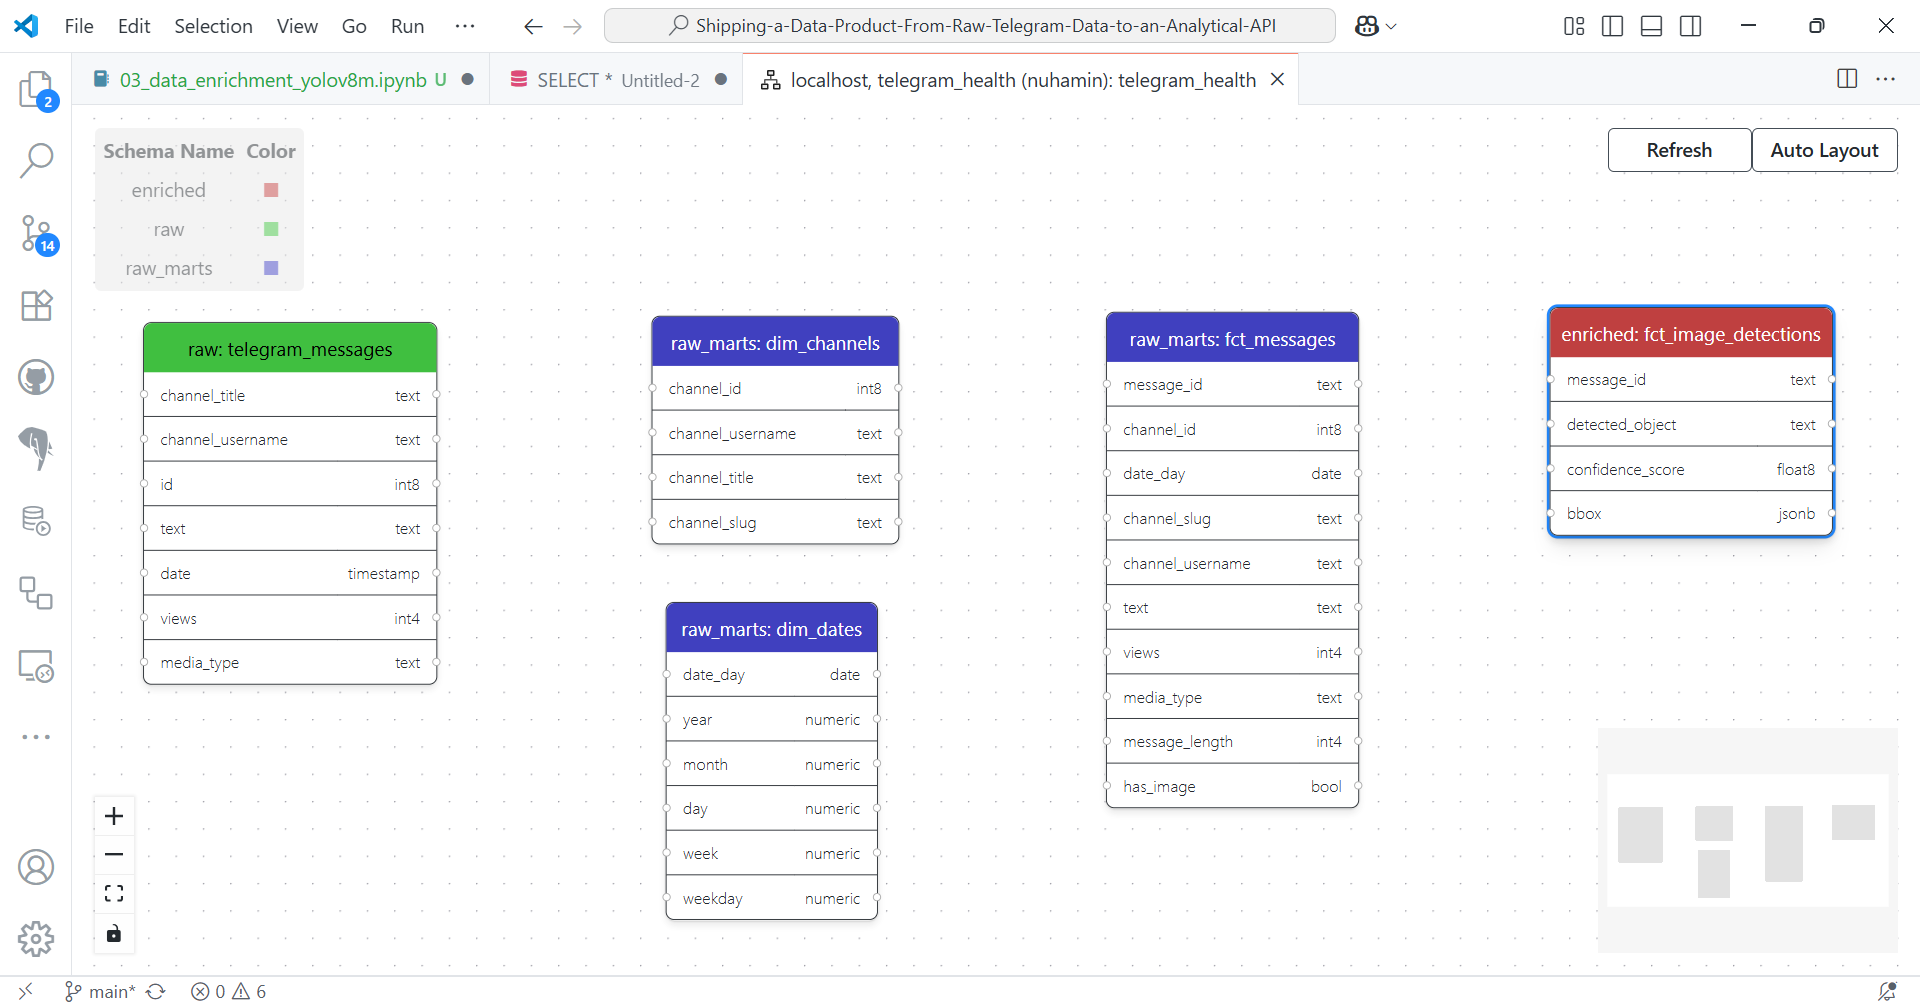 File Edit Selection View Go Run ··· Shipping-a-Data-Product-From-Raw-Telegram-Data-to-an-Analytical-API
03_data_enrichment_yolov8m.ipynb U SELECT * Untitled-2 localhost, telegram_health (nuhamin): telegram_health
2
14
Schema Name Color
enriched
raw
raw_marts
Refresh Auto Layout
raw: telegram_messages
channel_title text
channel_username text
id int8
text text
date timestamp
views int4
media_type text
raw_marts: dim_channels
channel_id int8
channel_username text
channel_title text
channel_slug text
raw_marts: dim_dates
date_day date
year numeric
month numeric
day numeric
week numeric
weekday numeric
raw_marts: fct_messages
message_id text
channel_id int8
date_day date
channel_slug text
channel_username text
text text
views int4
media_type text
message_length int4
has_image bool
enriched: fct_image_detections
message_id text
detected_object text
confidence_score float8
bbox jsonb
main* 0 6